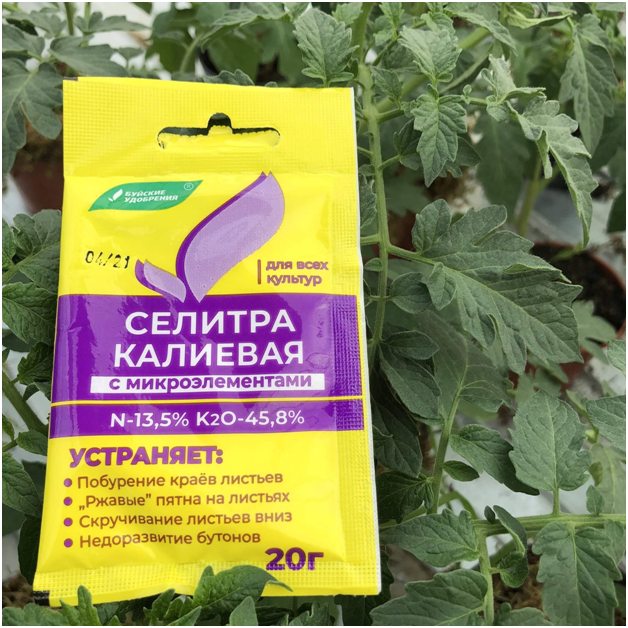 БУЙСКИЕ
УДОБРЕНИЯ
04/21
для всех
культур
СЕЛИТРА
КАЛИЕВАЯ
с микроэлементами
N-13,5% K2O-45,8%
УСТРАНЯЕТ:
• Побурение краёв листьев
• „Ржавые” пятна на листьях
• Скручивание листьев вниз
• Недоразвитие бутонов
20г